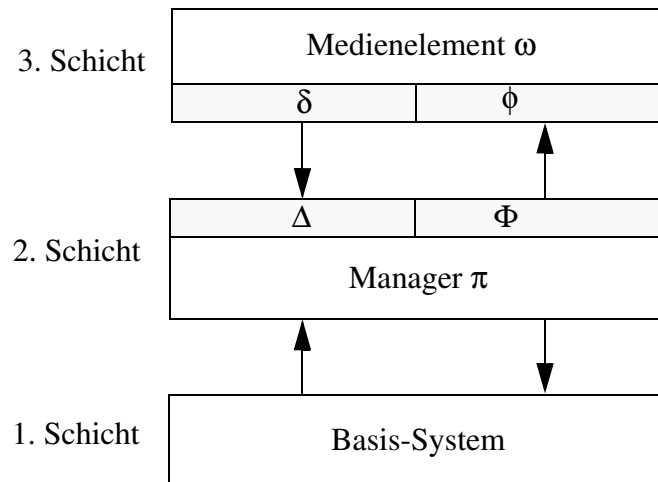 3. Schicht
Medienelement ω
δ
ϕ
Δ
Φ
2. Schicht
Manager π
1. Schicht
Basis-System